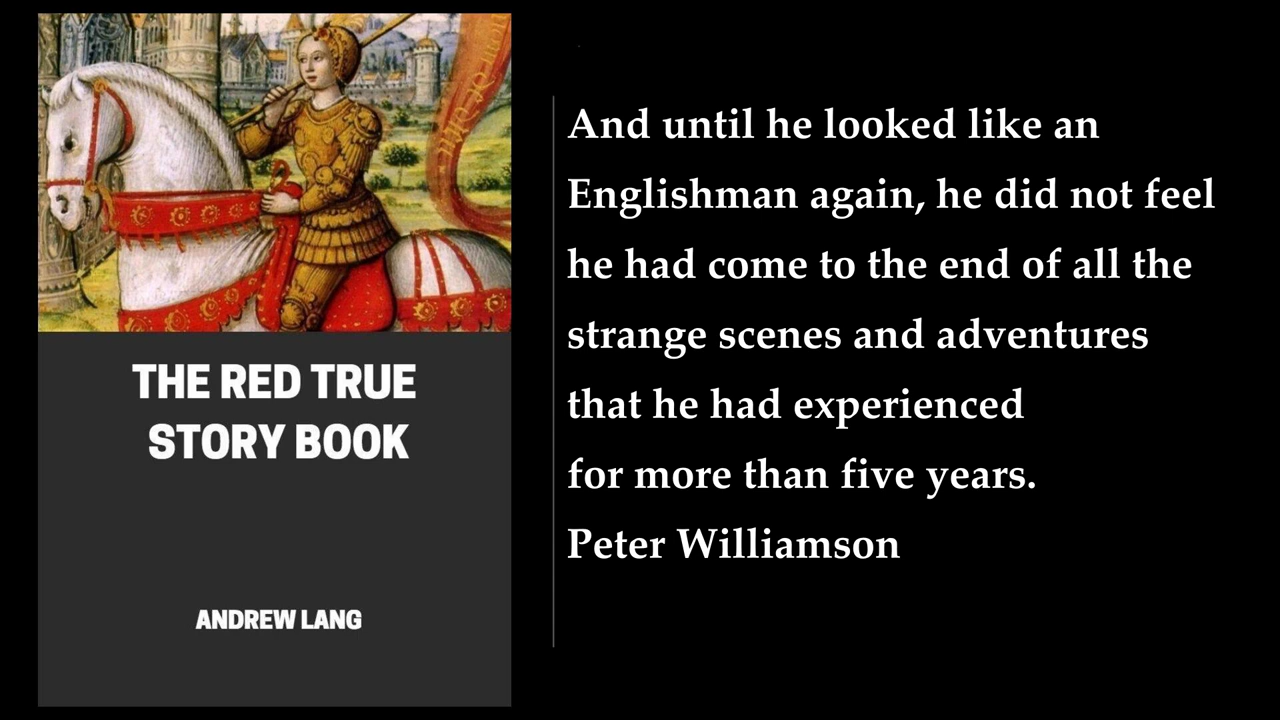 THE RED TRUE
STORY BOOK
ANDREW LANG
And until he looked like an
Englishman again, he did not feel
he had come to the end of all the
strange scenes and adventures
that he had experienced
for more than five years.
Peter Williamson